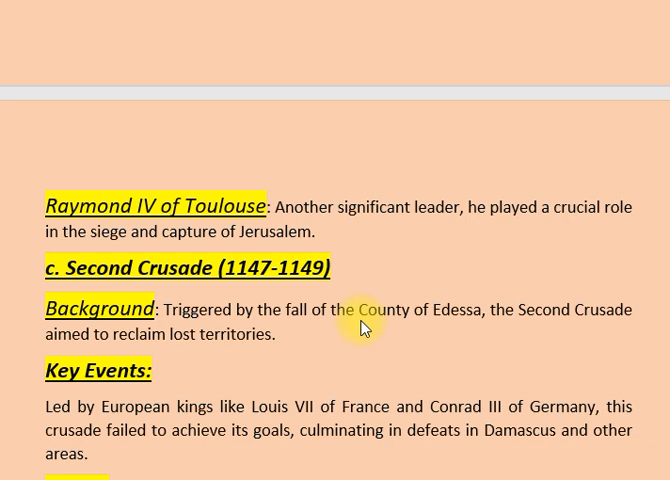 Raymond IV of Toulouse: Another significant leader, he played a crucial role
in the siege and capture of Jerusalem.
c. Second Crusade (1147-1149)
Background: Triggered by the fall of the County of Edessa, the Second Crusade
aimed to reclaim lost territories.
Key Events:
Led by European kings like Louis VII of France and Conrad III of Germany, this
crusade failed to achieve its goals, culminating in defeats in Damascus and other
areas.